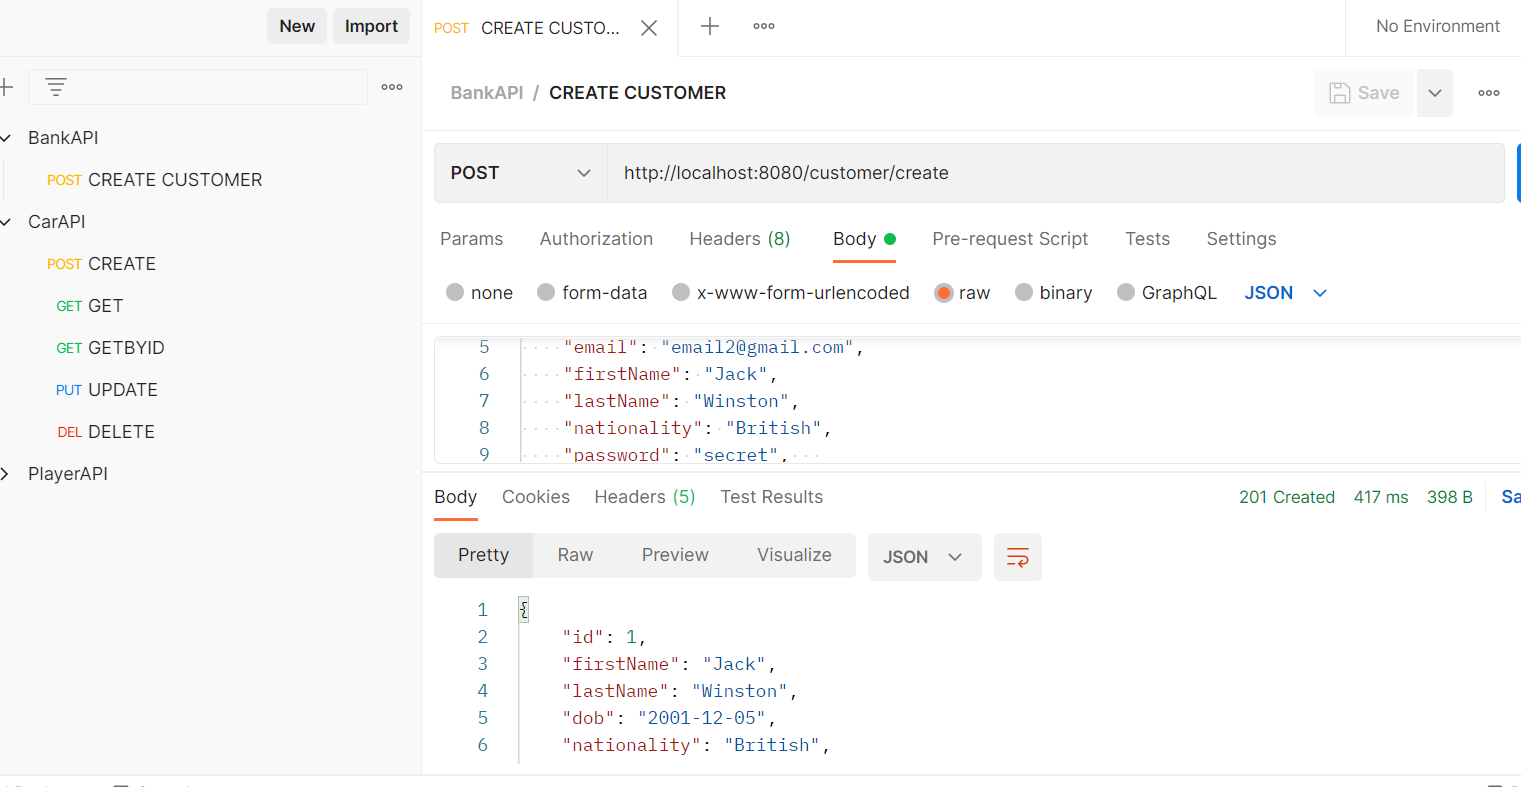 New Import
POST CREATE CUSTO... No Environment
BankAPI / CREATE CUSTOMER Save
BankAPI
POST CREATE CUSTOMER
CarAPI
POST CREATE
GET GET
GET GETBYID
PUT UPDATE
DEL DELETE
PlayerAPI
POST http://localhost:8080/customer/create
Params Authorization Headers (8) Body Pre-request Script Tests Settings
none form-data x-www-form-urlencoded raw binary GraphQL JSON
5 "email": "email2@gmail.com",
6 "firstName": "Jack",
7 "lastName": "Winston",
8 "nationality": "British",
9 "password": "secret",
Body Cookies Headers (5) Test Results 201 Created 417 ms 398 B Sa
Pretty Raw Preview Visualize JSON
1 {
2 "id": 1,
3 "firstName": "Jack",
4 "lastName": "Winston",
5 "dob": "2001-12-05",
6 "nationality": "British",